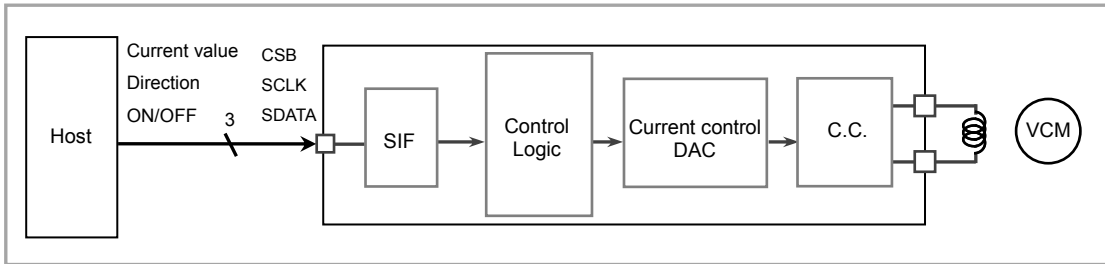 Host
Current value
Direction
ON/OFF
3
CSB
SCLK
SDATA
SIF
Control
Logic
Current control
DAC
C.C.
VCM